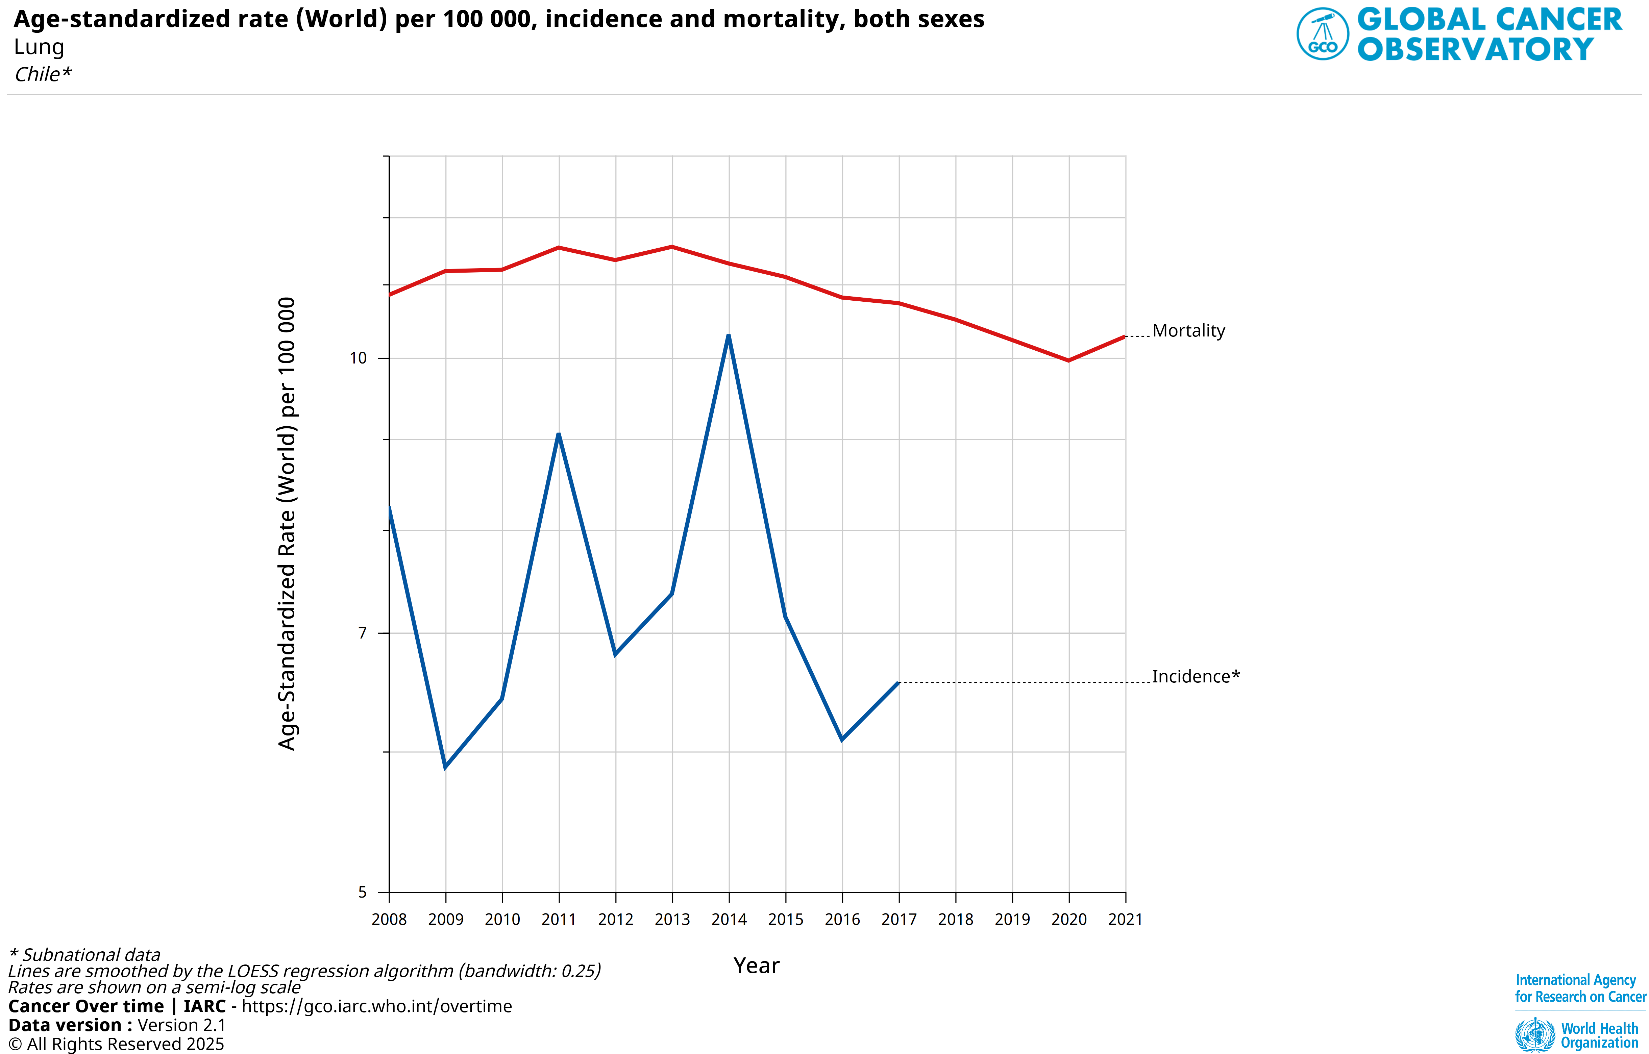 Age-standardized rate (World) per 100 000, incidence and mortality, both sexes
Lung
Chile*
GCO
GLOBAL CANCER
OBSERVATORY
Age-Standardized Rate (World) per 100 000
10
7
5
Mortality
Incidence*
2008 2009 2010 2011 2012 2013 2014 2015 2016 2017 2018 2019 2020 2021
Year
* Subnational data
Lines are smoothed by the LOESS regression algorithm (bandwidth: 0.25)
Rates are shown on a semi-log scale
Cancer Over time | IARC - https://gco.iarc.who.int/overtime
Data version : Version 2.1
© All Rights Reserved 2025
International Agency
for Research on Cancer
World Health
Organization